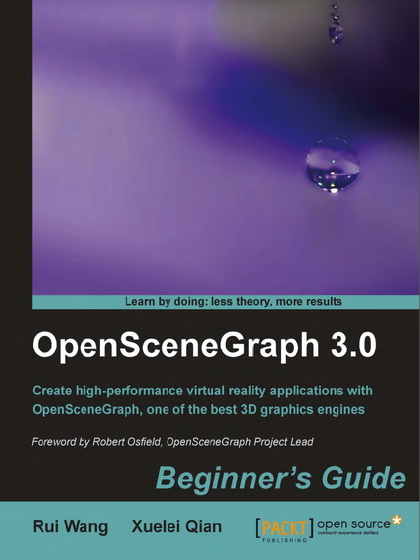 Learn by doing: less theory, more results
OpenSceneGraph 3.0
Create high-performance virtual reality applications with
OpenSceneGraph, one of the best 3D graphics engines
Foreword by Robert Osfield, OpenSceneGraph Project Lead
Beginner's Guide
Rui Wang Xuelei Qian
[PACKT] open source*
PUBLISHING community experience distilled